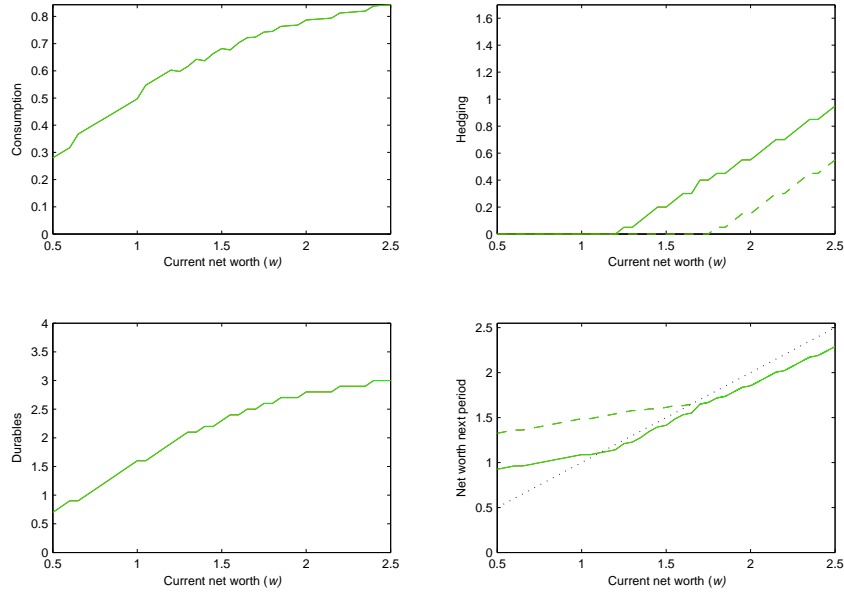 0.8
0.7
0.6
0.5
0.4
0.3
0.2
0.1
0
Consumption
0.5 1 1.5 2 2.5
Current net worth (w)
1.6
1.4
1.2
1
0.8
0.6
0.4
0.2
0
Hedging
0.5 1 1.5 2 2.5
Current net worth (w)
4
3.5
3
2.5
2
1.5
1
0.5
0
Durables
0.5 1 1.5 2 2.5
Current net worth (w)
2.5
2
1.5
1
0.5
0
Net worth next period
0.5 1 1.5 2 2.5
Current net worth (w)